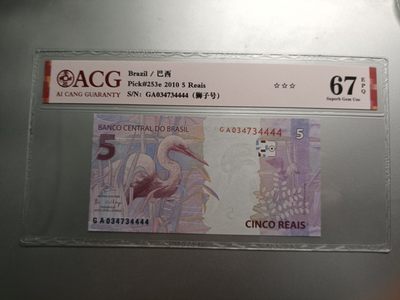 ACG
AI CANG GUARANTY
Brazil / 巴西
Pick#253e 2010 5 Reais
S/N: GA034734444 (狮子号)
☆☆☆
67 EPQ
Superb Gem Unc
BANCO CENTRAL DO BRASIL
GA034734444
5
5
GA034734444
CINCO REAIS